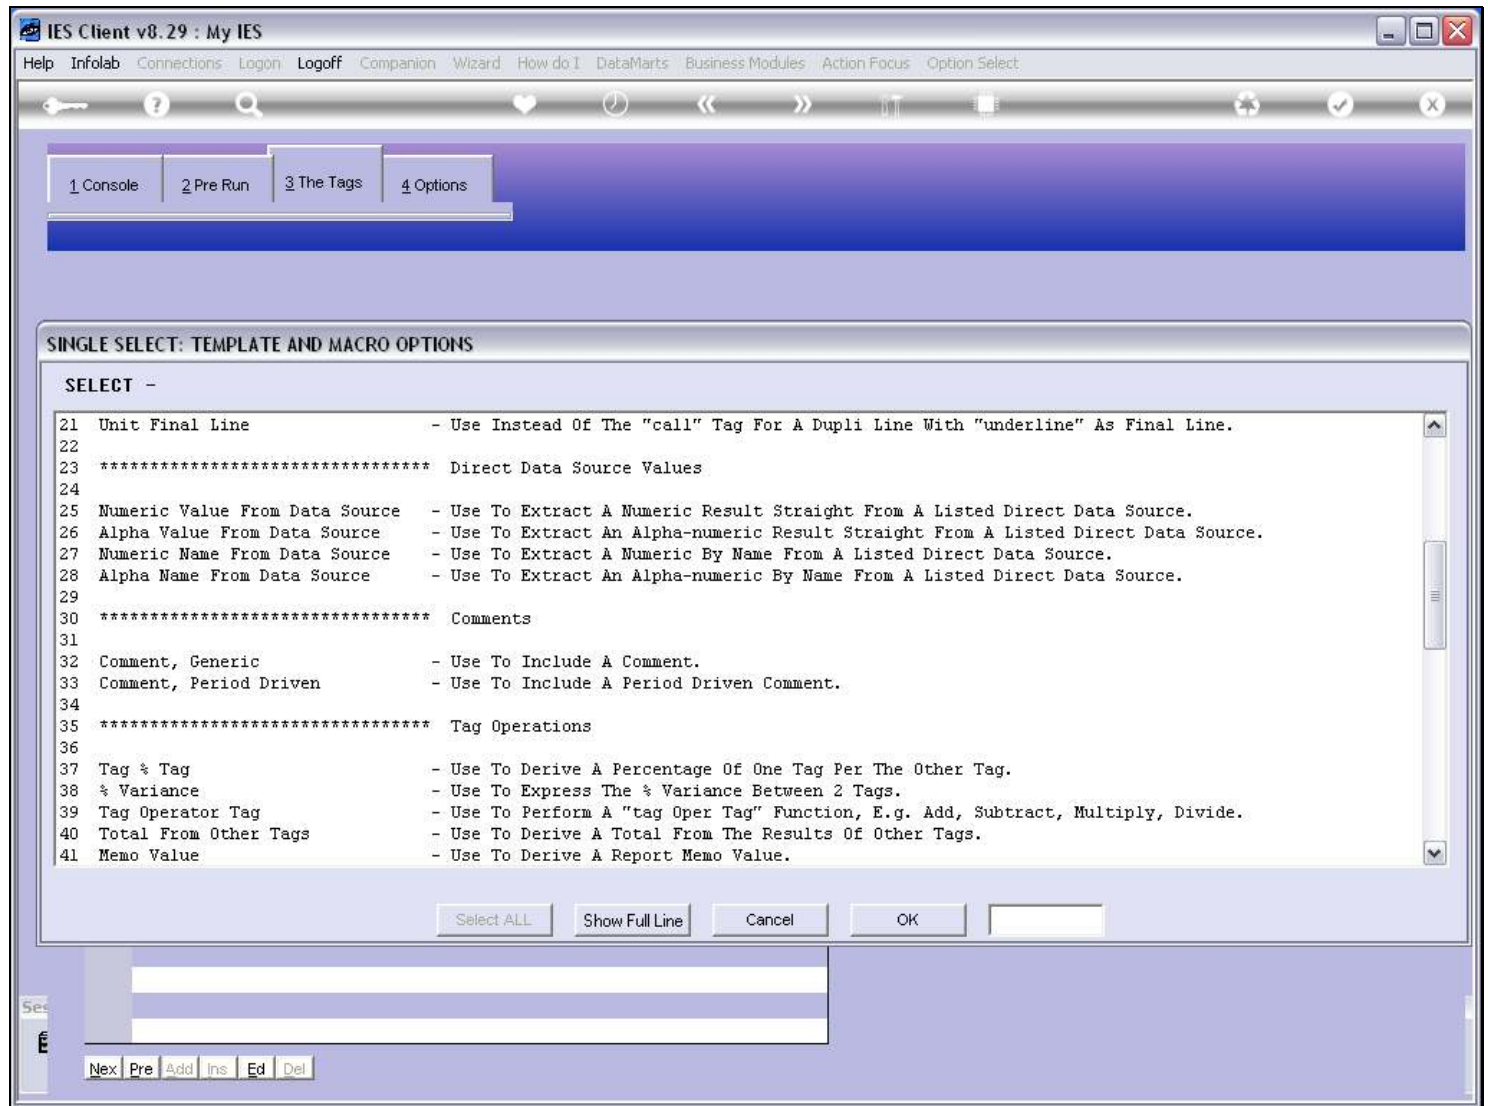 IES Client v8.29 : My IES
Help Infolab Connections Logon Logoff Companion Wizard How do I DataMarts Business Modules Action Focus Option Select
1 Console 2 Pre Run 3 The Tags 4 Options
SINGLE SELECT: TEMPLATE AND MACRO OPTIONS
SELECT -
21 Unit Final Line - Use Instead Of The "call" Tag For A Dupli Line With "underline" As Final Line.
22
23 ********************************* Direct Data Source Values
24
25 Numeric Value From Data Source - Use To Extract A Numeric Result Straight From A Listed Direct Data Source.
26 Alpha Value From Data Source - Use To Extract An Alpha-numeric Result Straight From A Listed Direct Data Source.
27 Numeric Name From Data Source - Use To Extract A Numeric By Name From A Listed Direct Data Source.
28 Alpha Name From Data Source - Use To Extract An Alpha-numeric By Name From A Listed Direct Data Source.
29
30 ********************************* Comments
31
32 Comment, Generic - Use To Include A Comment.
33 Comment, Period Driven - Use To Include A Period Driven Comment.
34
35 ********************************* Tag Operations
36
37 Tag % Tag - Use To Derive A Percentage Of One Tag Per The Other Tag.
38 % Variance - Use To Express The % Variance Between 2 Tags.
39 Tag Operator Tag - Use To Perform A "tag Oper Tag" Function, E.g. Add, Subtract, Multiply, Divide.
40 Total From Other Tags - Use To Derive A Total From The Results Of Other Tags.
41 Memo Value - Use To Derive A Report Memo Value.
Select ALL Show Full Line Cancel OK
Ses
Nex Pre Add Ins Ed Del